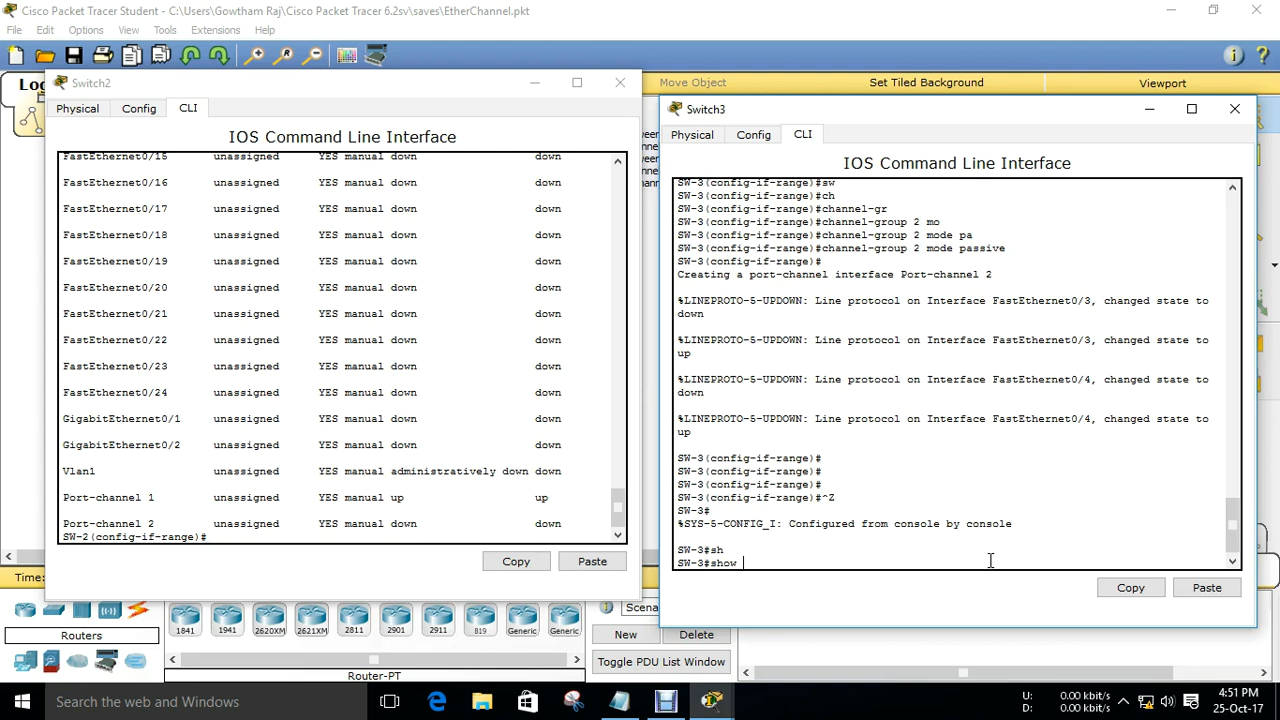 Cisco Packet Tracer Student - C:\Users\Gowtham Raj\Cisco Packet Tracer 6.2sv\saves\EtherChannel.pkt
File Edit Options View Tools Extensions Help
Move Object Set Tiled Background Viewport
Switch2
Physical Config CLI
IOS Command Line Interface
FastEthernet0/15 unassigned YES manual down down
FastEthernet0/16 unassigned YES manual down down
FastEthernet0/17 unassigned YES manual down down
FastEthernet0/18 unassigned YES manual down down
FastEthernet0/19 unassigned YES manual down down
FastEthernet0/20 unassigned YES manual down down
FastEthernet0/21 unassigned YES manual down down
FastEthernet0/22 unassigned YES manual down down
FastEthernet0/23 unassigned YES manual down down
FastEthernet0/24 unassigned YES manual down down
GigabitEthernet0/1 unassigned YES manual down down
GigabitEthernet0/2 unassigned YES manual down down
Vlan1 unassigned YES manual administratively down down
Port-channel 1 unassigned YES manual up up
Port-channel 2 unassigned YES manual down down
SW-2(config-if-range)#
Copy Paste
Switch3
Physical Config CLI
IOS Command Line Interface
SW-3(config-if-range)#sw
SW-3(config-if-range)#ch
SW-3(config-if-range)#channel-gr
SW-3(config-if-range)#channel-group 2 mo
SW-3(config-if-range)#channel-group 2 mode pa
SW-3(config-if-range)#channel-group 2 mode passive
SW-3(config-if-range)#
Creating a port-channel interface Port-channel 2
%LINEPROTO-5-UPDOWN: Line protocol on Interface FastEthernet0/3, changed state to
down
%LINEPROTO-5-UPDOWN: Line protocol on Interface FastEthernet0/3, changed state to
up
%LINEPROTO-5-UPDOWN: Line protocol on Interface FastEthernet0/4, changed state to
down
%LINEPROTO-5-UPDOWN: Line protocol on Interface FastEthernet0/4, changed state to
up
SW-3(config-if-range)#
SW-3(config-if-range)#
SW-3(config-if-range)#
SW-3(config-if-range)#^Z
SW-3#
%SYS-5-CONFIG_I: Configured from console by console
SW-3#sh
SW-3#show
Copy Paste
Time:
Routers
1841 1941 2620XM 2621XM 2811 2901 2911 819 Generic Generic
Router-PT
New Delete
Toggle PDU List Window
Search the web and Windows
U: 0.00 kbit/s
D: 0.00 kbit/s
4:51 PM
25-Oct-17